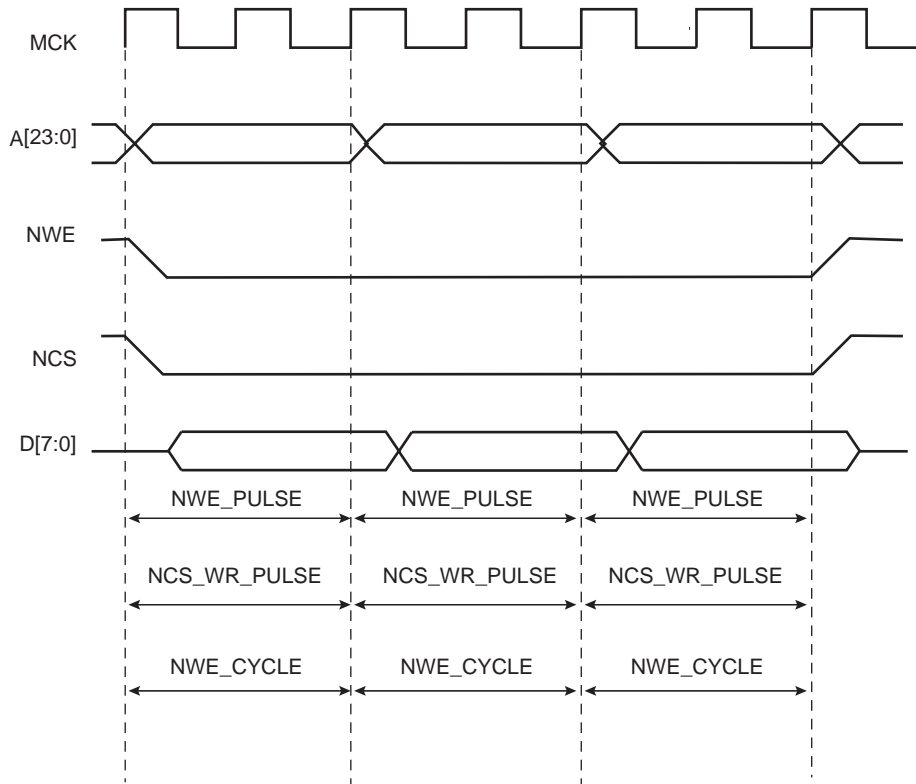 MCK
A[23:0]
NWE
NCS
D[7:0]
NWE_PULSE NWE_PULSE NWE_PULSE
NCS_WR_PULSE NCS_WR_PULSE NCS_WR_PULSE
NWE_CYCLE NWE_CYCLE NWE_CYCLE